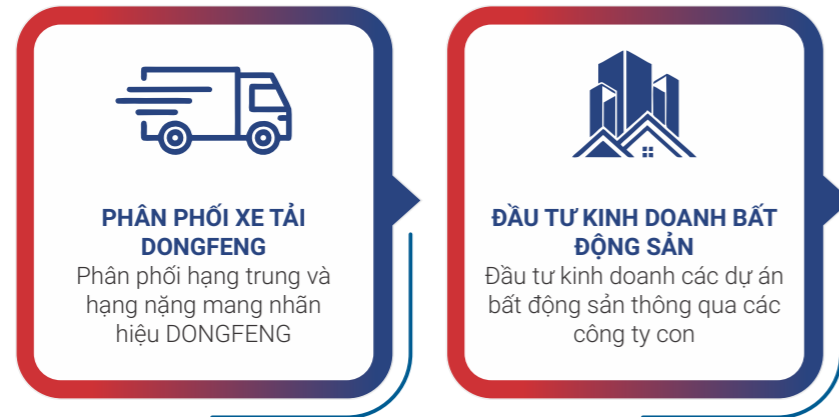 PHÂN PHỐI XE TẢI
DONGFENG
Phân phối hạng trung và
hạng nặng mang nhãn
hiệu DONGFENG
ĐẦU TƯ KINH DOANH BẤT
ĐỘNG SẢN
Đầu tư kinh doanh các dự án
bất động sản thông qua các
công ty con